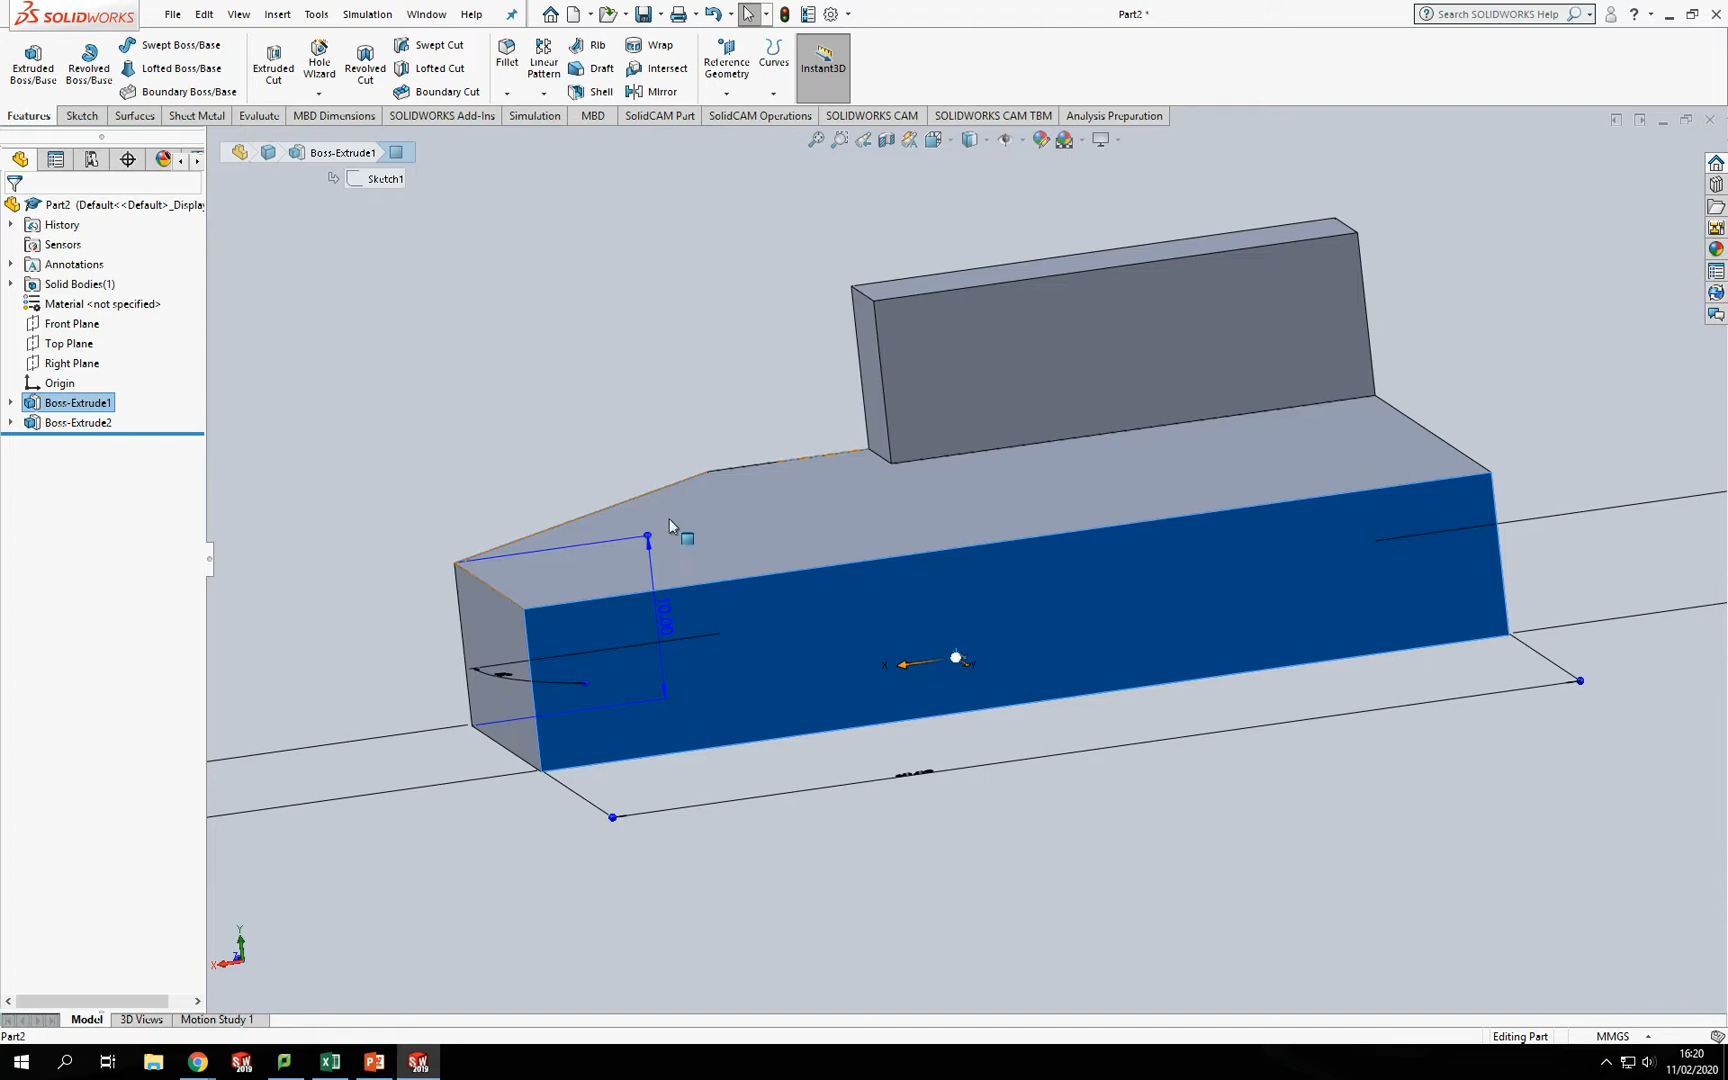 SOLIDWORKS
File Edit View Insert Tools Simulation Window Help
Part2 *
Search SOLIDWORKS Help
Extruded Boss/Base
Revolved Boss/Base
Swept Boss/Base
Lofted Boss/Base
Boundary Boss/Base
Extruded Cut
Hole Wizard
Revolved Cut
Swept Cut
Lofted Cut
Boundary Cut
Fillet
Linear Pattern
Rib
Draft
Shell
Wrap
Intersect
Mirror
Reference Geometry
Curves
Instant3D
Features Sketch Surfaces Sheet Metal Evaluate MBD Dimensions SOLIDWORKS Add-Ins Simulation MBD SolidCAM Part SolidCAM Operations SOLIDWORKS CAM SOLIDWORKS CAM TBM Analysis Preparation
Boss-Extrude1
Sketch1
Part2 (Default<<Default>_Display
History
Sensors
Annotations
Solid Bodies(1)
Material <not specified>
Front Plane
Top Plane
Right Plane
Origin
Boss-Extrude1
Boss-Extrude2
10.00
X
Y
Y
X
Z
Model 3D Views Motion Study 1
Part2
Editing Part
MMGS
16:20
11/02/2020